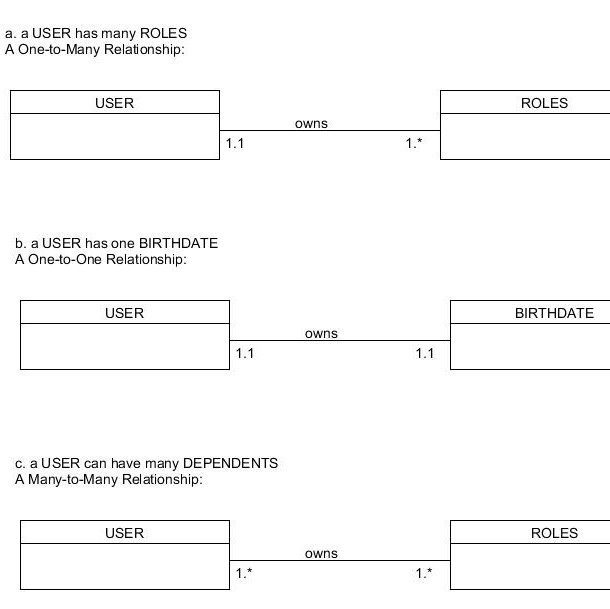 a. a USER has many ROLES
A One-to-Many Relationship:
USER
owns
ROLES
1.1
1.*
b. a USER has one BIRTHDATE
A One-to-One Relationship:
USER
owns
BIRTHDATE
1.1
1.1
c. a USER can have many DEPENDENTS
A Many-to-Many Relationship:
USER
owns
ROLES
1.*
1.*